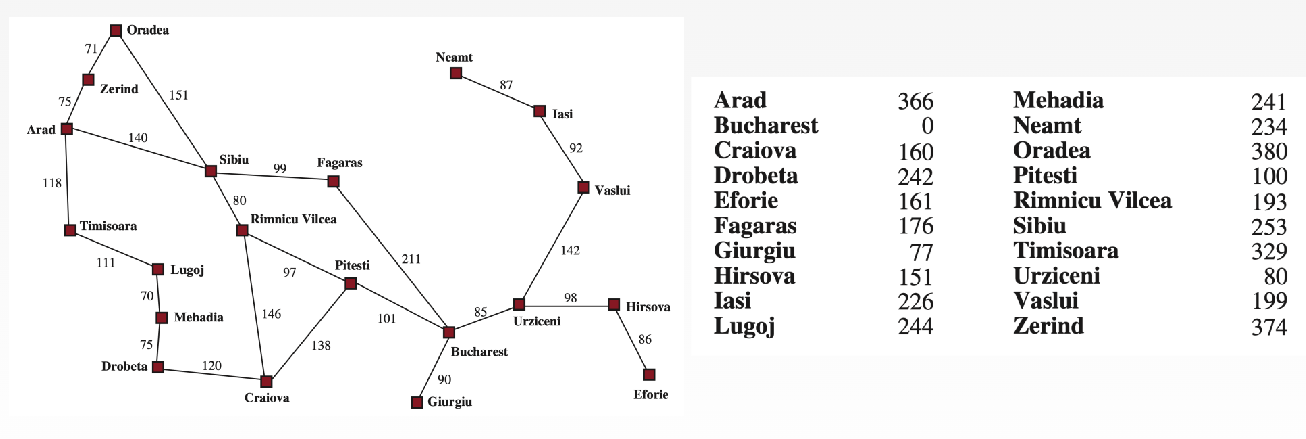 Oradea
71
Neamt
Zerind
87
151
75
Iasi
Arad
140
92
Sibiu
99
Fagaras
118
Vaslui
80
Timisoara
Rimnicu Vilcea
142
111
Lugoj
97
Pitesti
211
70
98
Hirsova
Mehadia
146
101
85
Urziceni
86
75
138
Bucharest
Drobeta
120
90
Craiova
Giurgiu
Eforie
Arad 366 Mehadia 241
Bucharest 0 Neamt 234
Craiova 160 Oradea 380
Drobeta 242 Pitesti 100
Eforie 161 Rimnicu Vilcea 193
Fagaras 176 Sibiu 253
Giurgiu 77 Timisoara 329
Hirsova 151 Urziceni 80
Iasi 226 Vaslui 199
Lugoj 244 Zerind 374